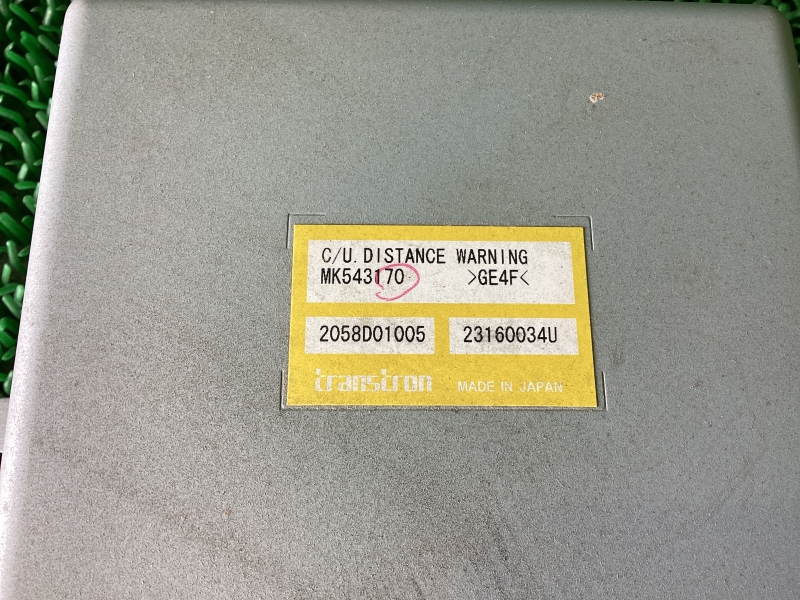 C/U. DISTANCE WARNING
MK543170 >GE4F<
2058D01005 23160034U
transtron MADE IN JAPAN